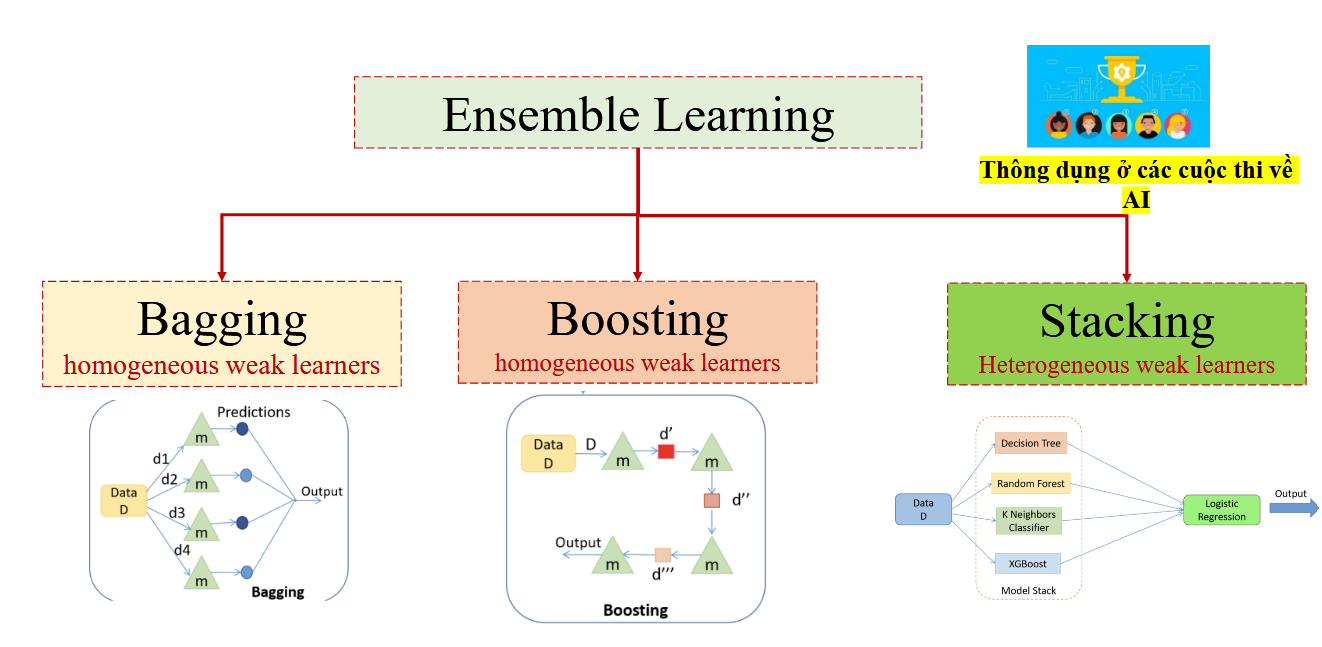 Ensemble Learning
Thông dụng ở các cuộc thi về
AI
Bagging
homogeneous weak learners
Boosting
homogeneous weak learners
Stacking
Heterogeneous weak learners
Predictions
m
d1
d2
m
Data
D
Output
d3
m
d4
m
Bagging
Data
D
D
m
d'
m
d''
Output
m
d'''
m
Boosting
Decision Tree
Random Forest
Data
D
K Neighbors
Classifier
XGBoost
Model Stack
Logistic
Regression
Output